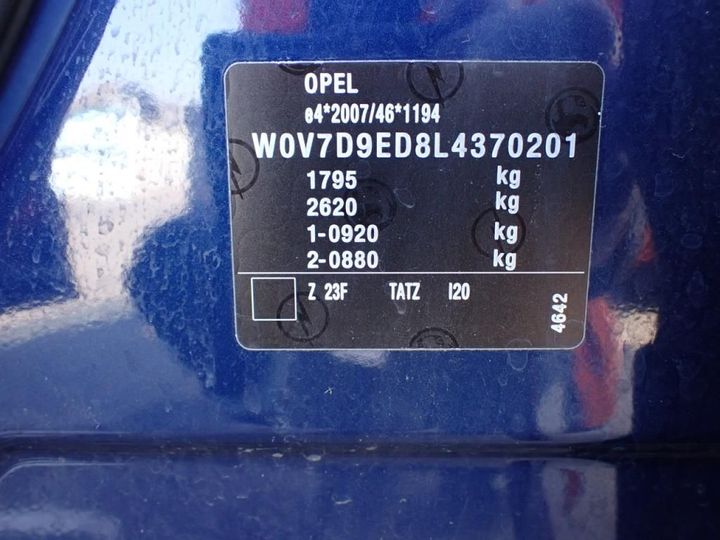 OPEL
e4*2007/46*1194
W0V7D9ED8L4370201
1795 kg
2620 kg
1-0920 kg
2-0880 kg
Z 23F TATZ I20
4642